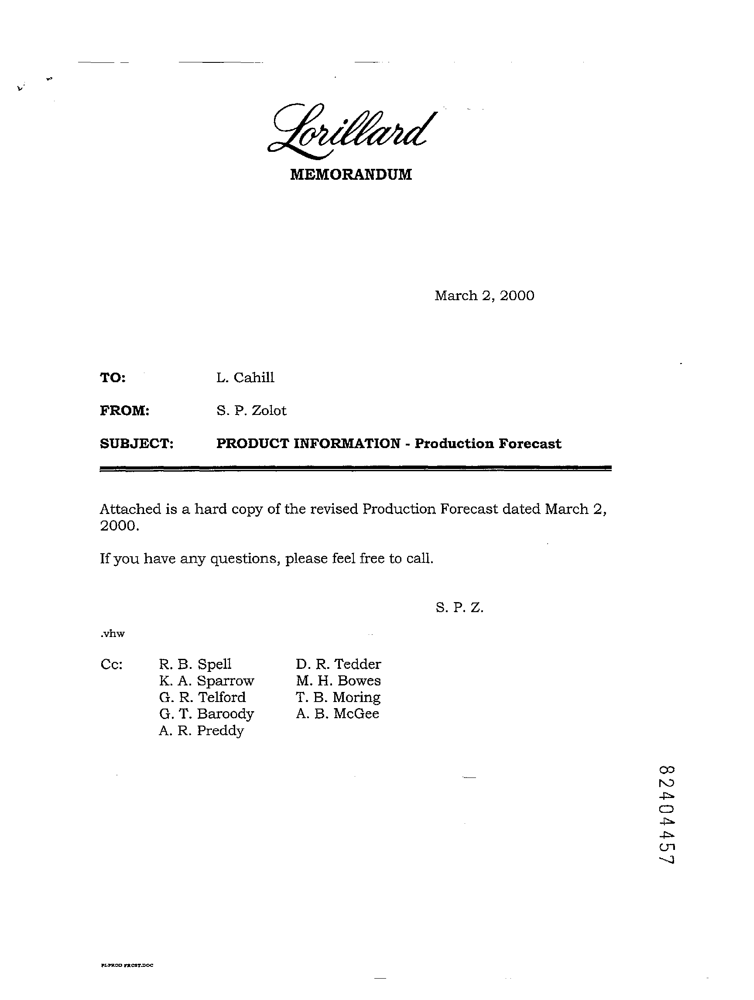 Lorillard
MEMORANDUM
March 2, 2000
TO: L. Cahill
FROM: S. P. Zolot
SUBJECT: PRODUCT INFORMATION - Production Forecast
Attached is a hard copy of the revised Production Forecast dated March 2,
2000.
If you have any questions, please feel free to call.
S. P. Z.
.vhw
Cc: R. B. Spell D. R. Tedder
K. A. Sparrow M. H. Bowes
G. R. Telford T. B. Moring
G. T. Baroody A. B. McGee
A. R. Preddy
82404457